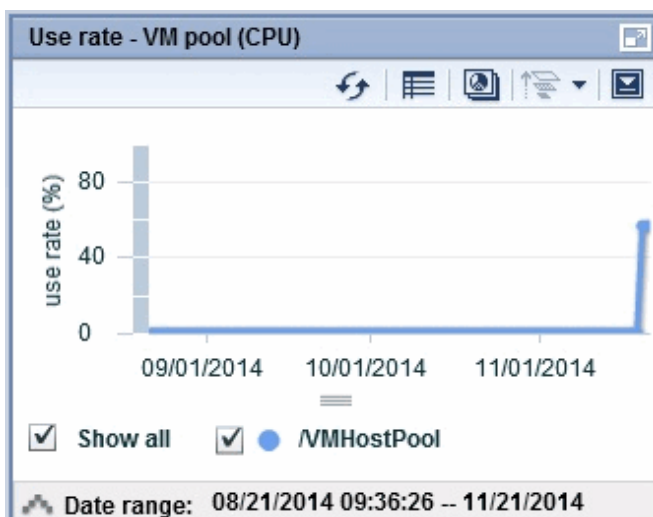 Use rate - VM pool (CPU)
use rate (%)
80
40
0
09/01/2014 10/01/2014 11/01/2014
Show all /VMHostPool
Date range: 08/21/2014 09:36:26 -- 11/21/2014